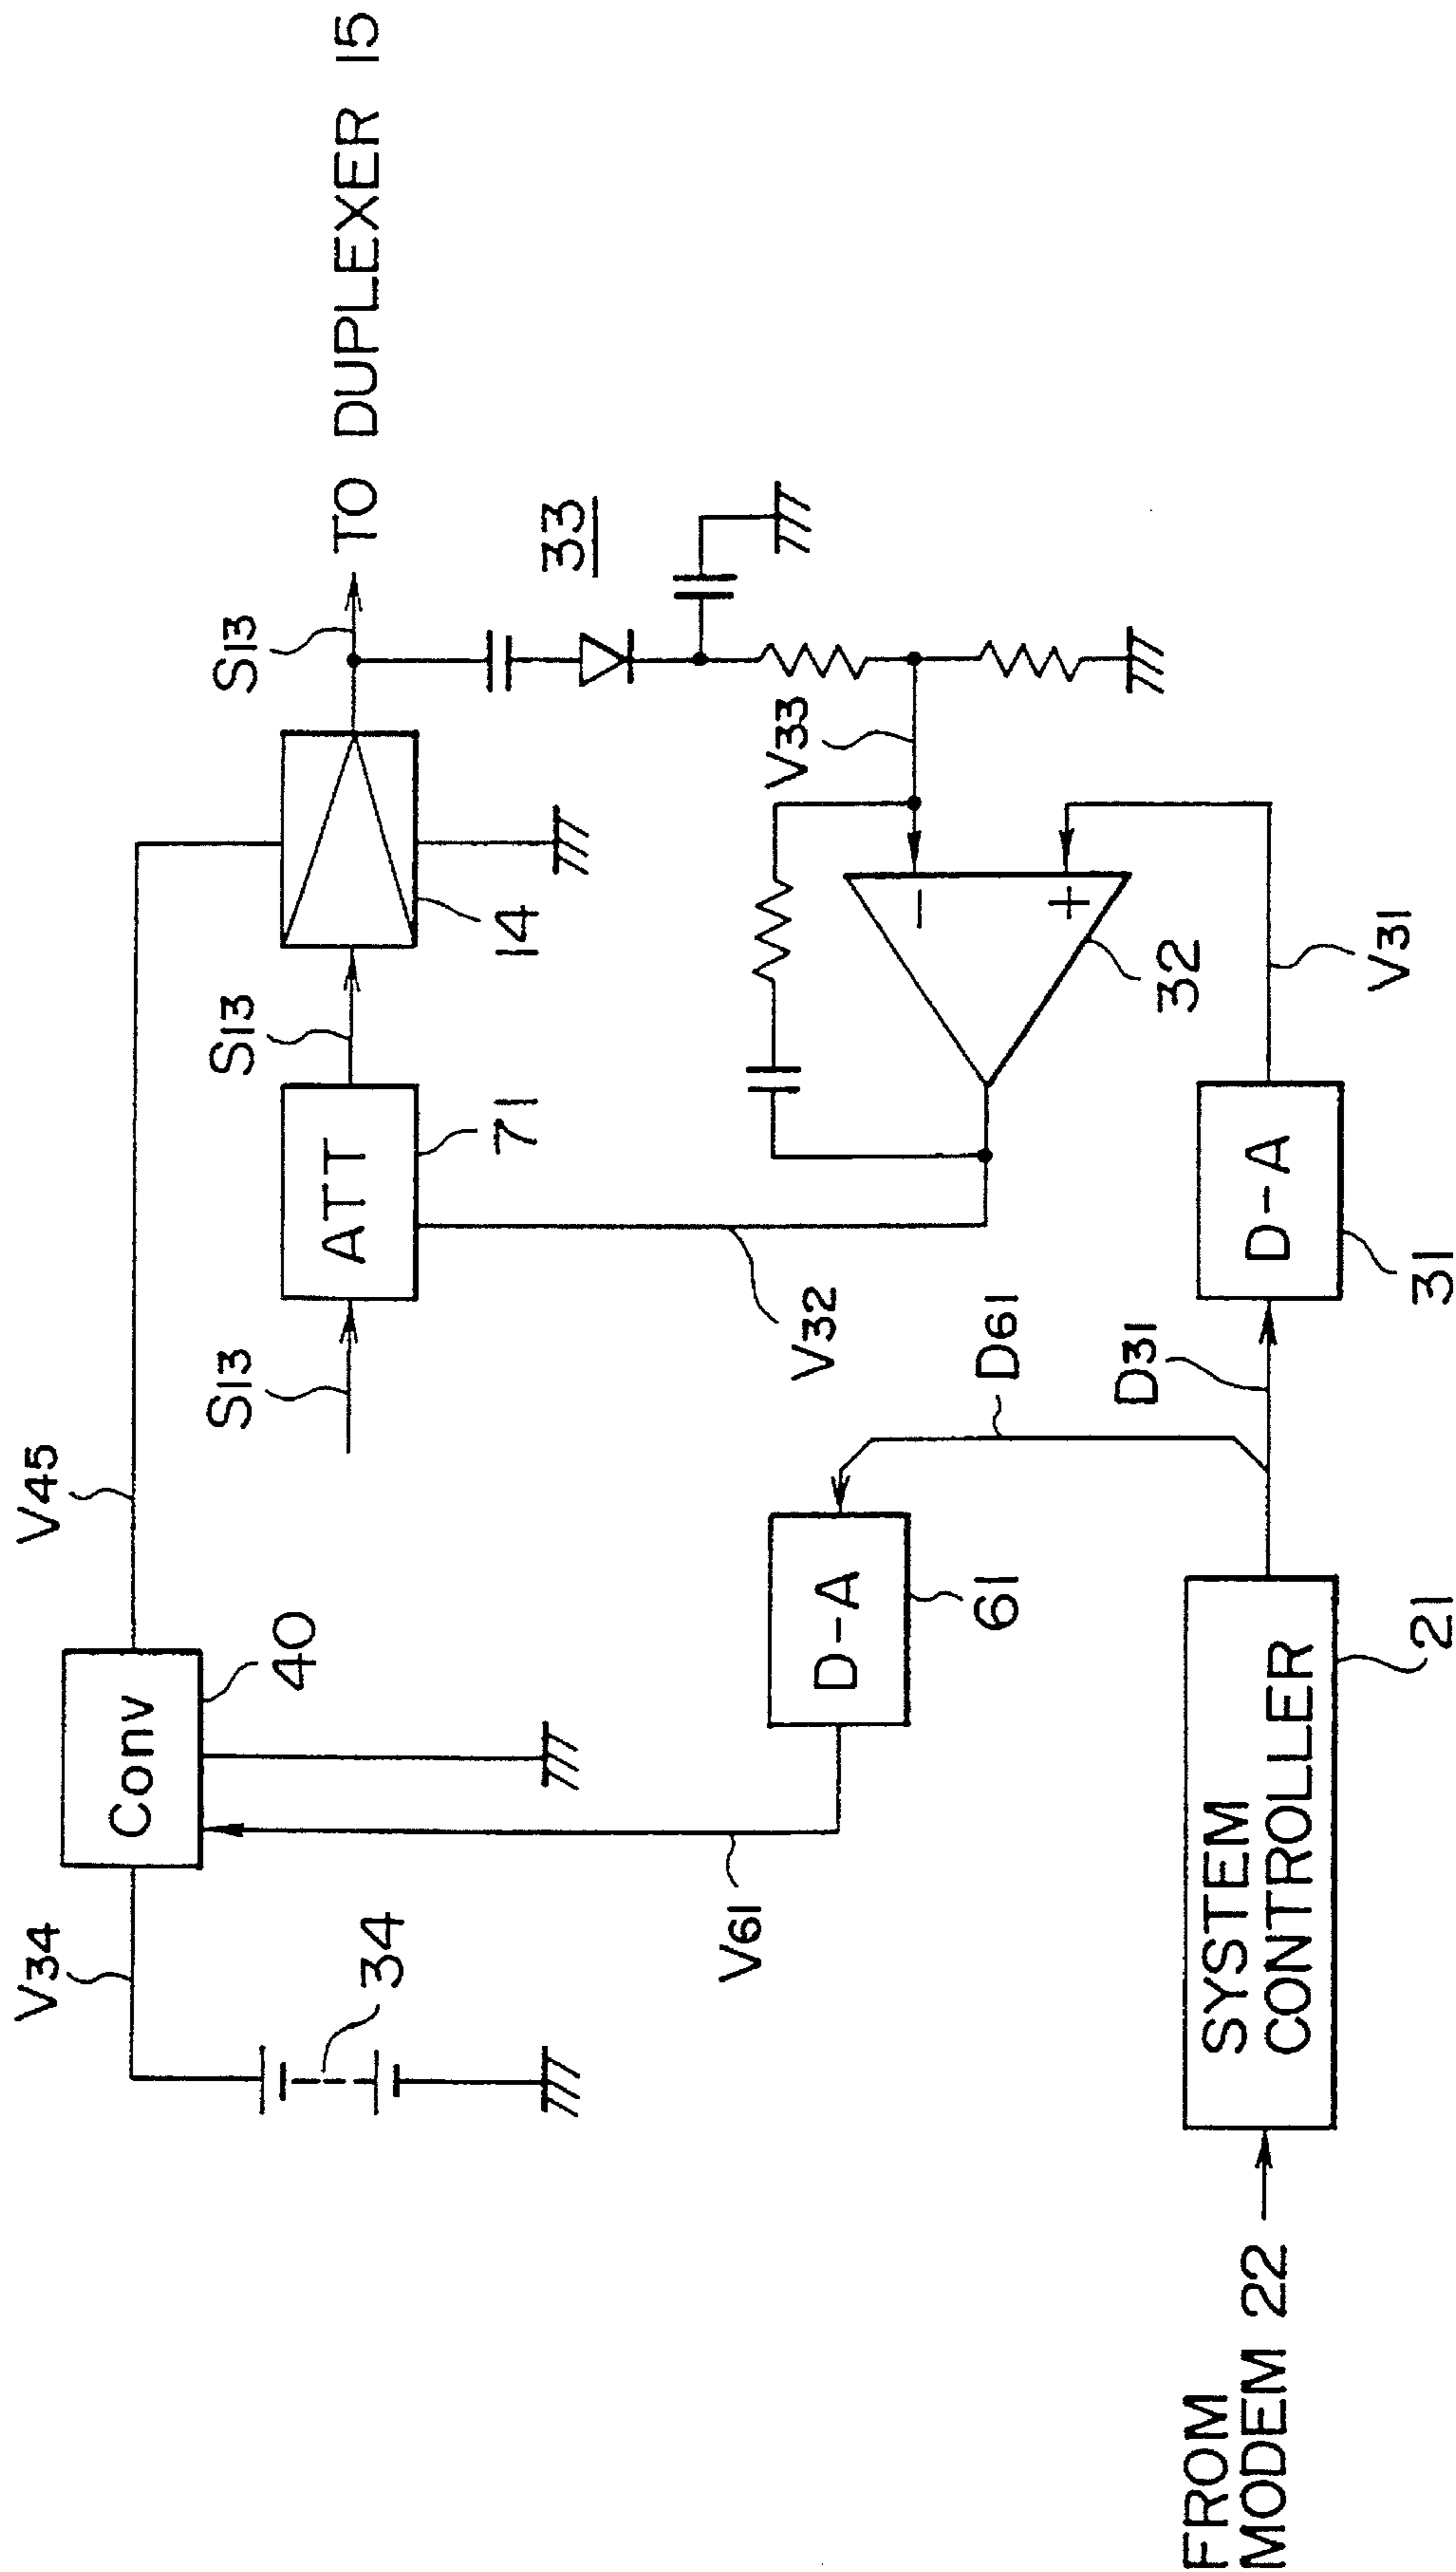 V34
Conv
40
V45
34
S13
ATT
71
S13
14
S13
TO DUPLEXER 15
33
V61
D-A
61
D61
V32
V33
-
+
32
FROM
MODEM 22
SYSTEM
CONTROLLER
21
D31
D-A
31
V31